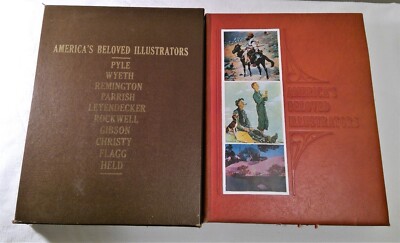 AMERICA'S BELOVED ILLUSTRATORS
PYLE
WYETH
REMINGTON
PARRISH
LEYENDECKER
ROCKWELL
GIBSON
CHRISTY
FLAGG
HELD
AMERICA'S
BELOVED
ILLUSTRATORS